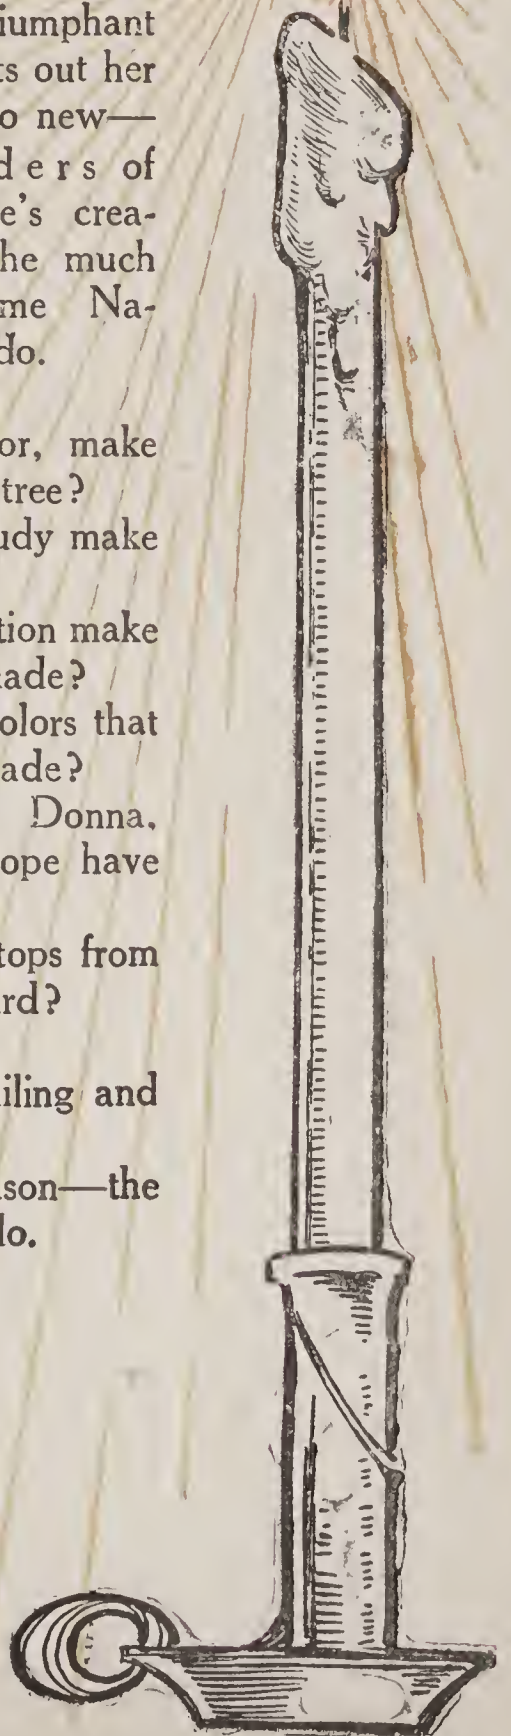 iumphant
ts out her
o new—
ders of
e's crea-
he much
me Na-
do.
or, make
tree?
udy make
tion make
ade?
olors that
ade?
Donna,
ope have
tops from
rd?
iling and
son—the
lo.